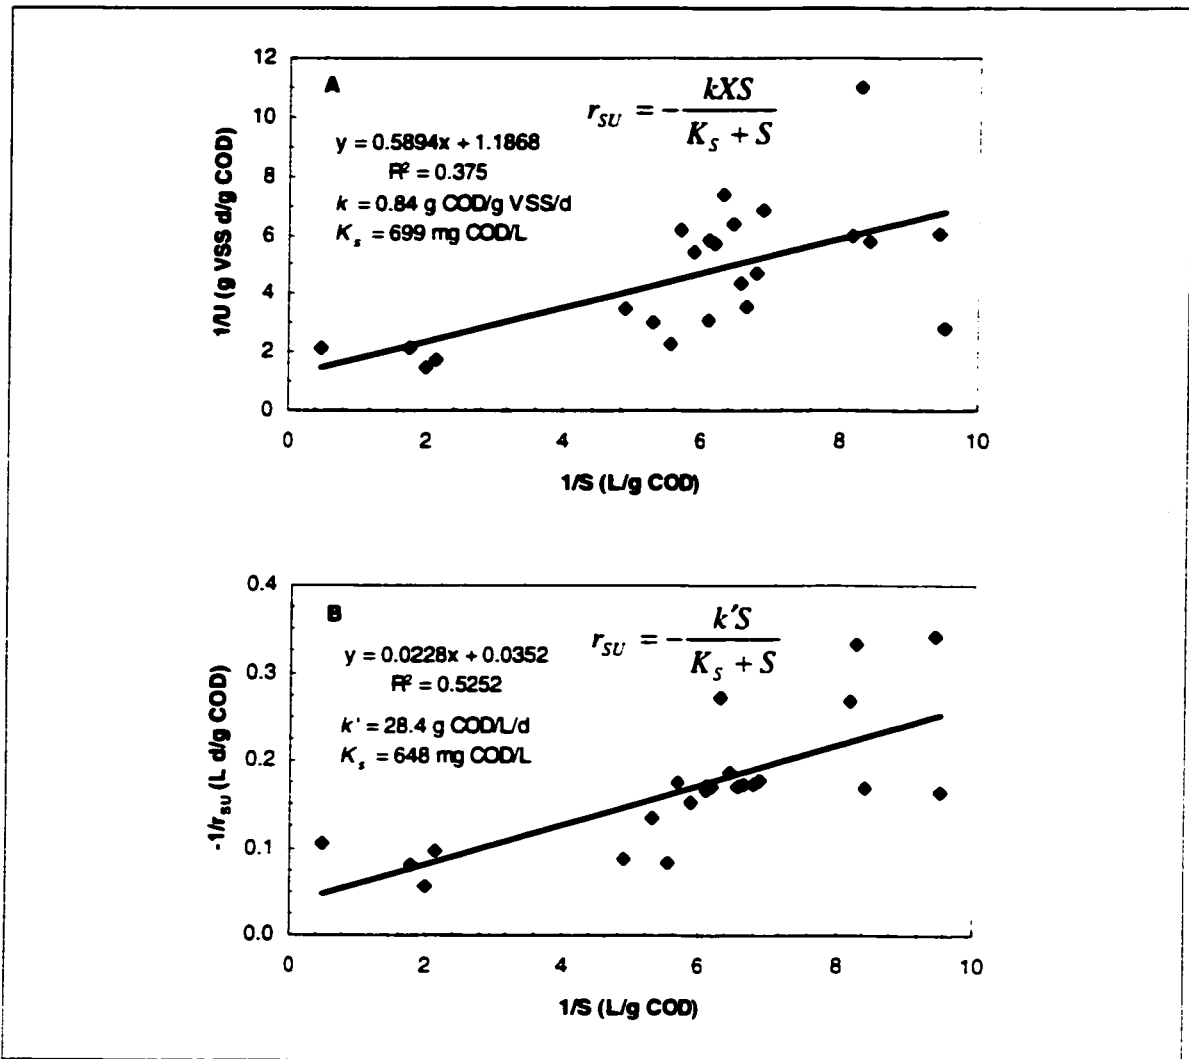 12
10
8
6
4
2
0
A
r_SU = -kXS / (K_S + S)
y = 0.5894x + 1.1868
R² = 0.375
k = 0.84 g COD/g VSS/d
K_s = 699 mg COD/L
1/U (g VSS d/g COD)
0 2 4 6 8 10
1/S (L/g COD)
0.4
0.3
0.2
0.1
0.0
B
r_SU = -k'S / (K_S + S)
y = 0.0228x + 0.0352
R² = 0.5252
k' = 28.4 g COD/L/d
K_s = 648 mg COD/L
-1/r_SU (L d/g COD)
0 2 4 6 8 10
1/S (L/g COD)